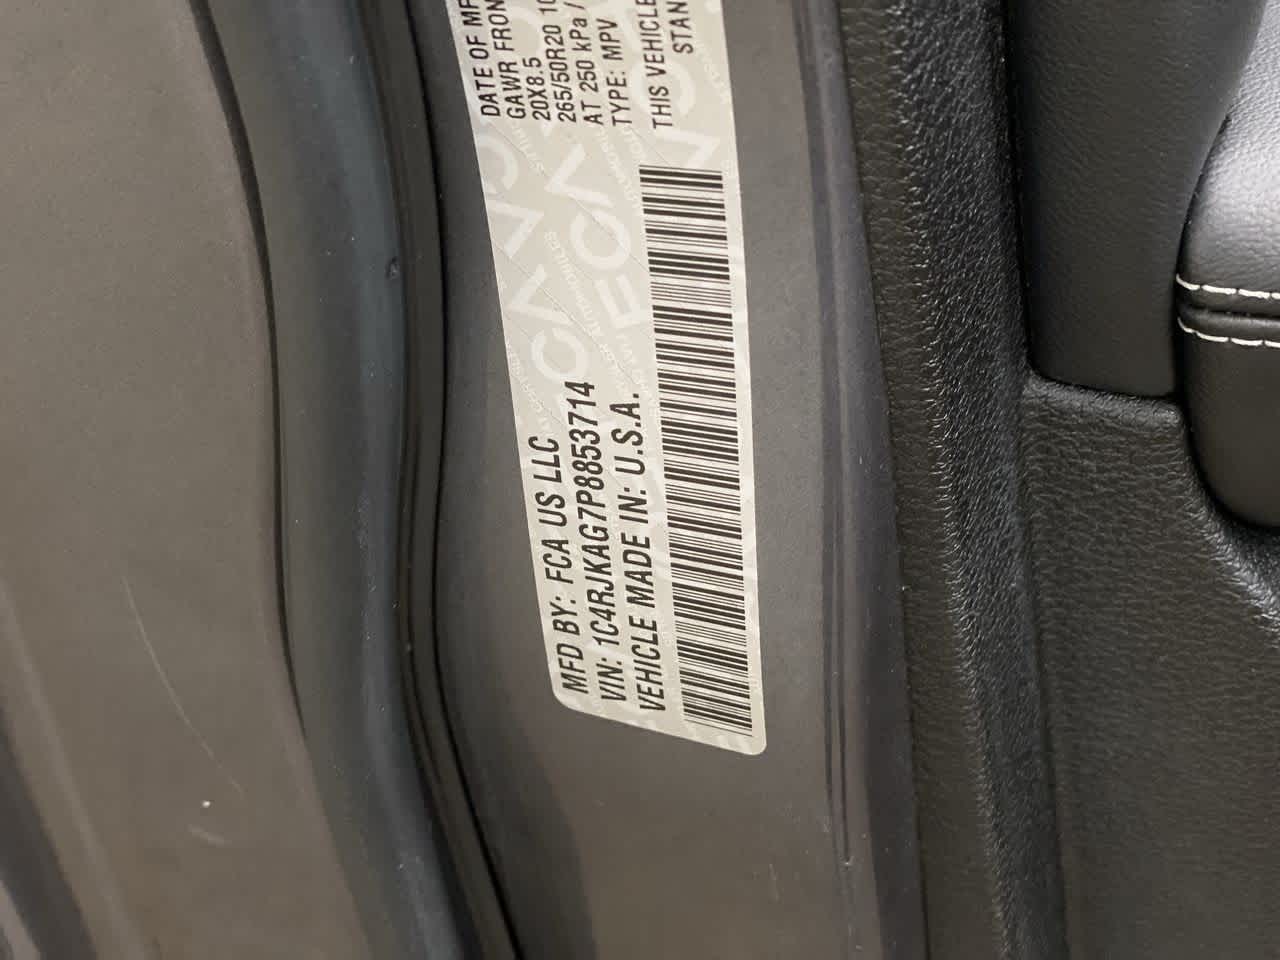 MFD BY: FCA US LLC
VIN: 1C4RJKAG7P8853714
VEHICLE MADE IN: U.S.A.
DATE OF
GAWR FRON
20X8.5
265/50R20
AT 250 kPa /
TYPE: MPV
THIS VEHICLE
STAN